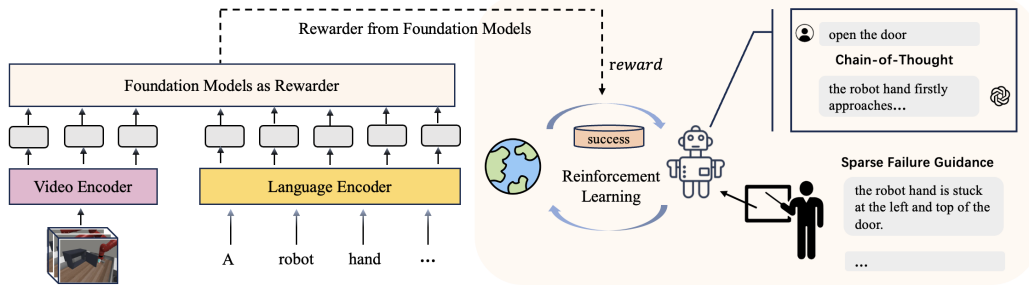 Rewarder from Foundation Models
reward
Foundation Models as Rewarder
Video Encoder
Language Encoder
A robot hand ...
success
Reinforcement
Learning
open the door
Chain-of-Thought
the robot hand firstly
approaches...
Sparse Failure Guidance
the robot hand is stuck
at the left and top of the
door.
...